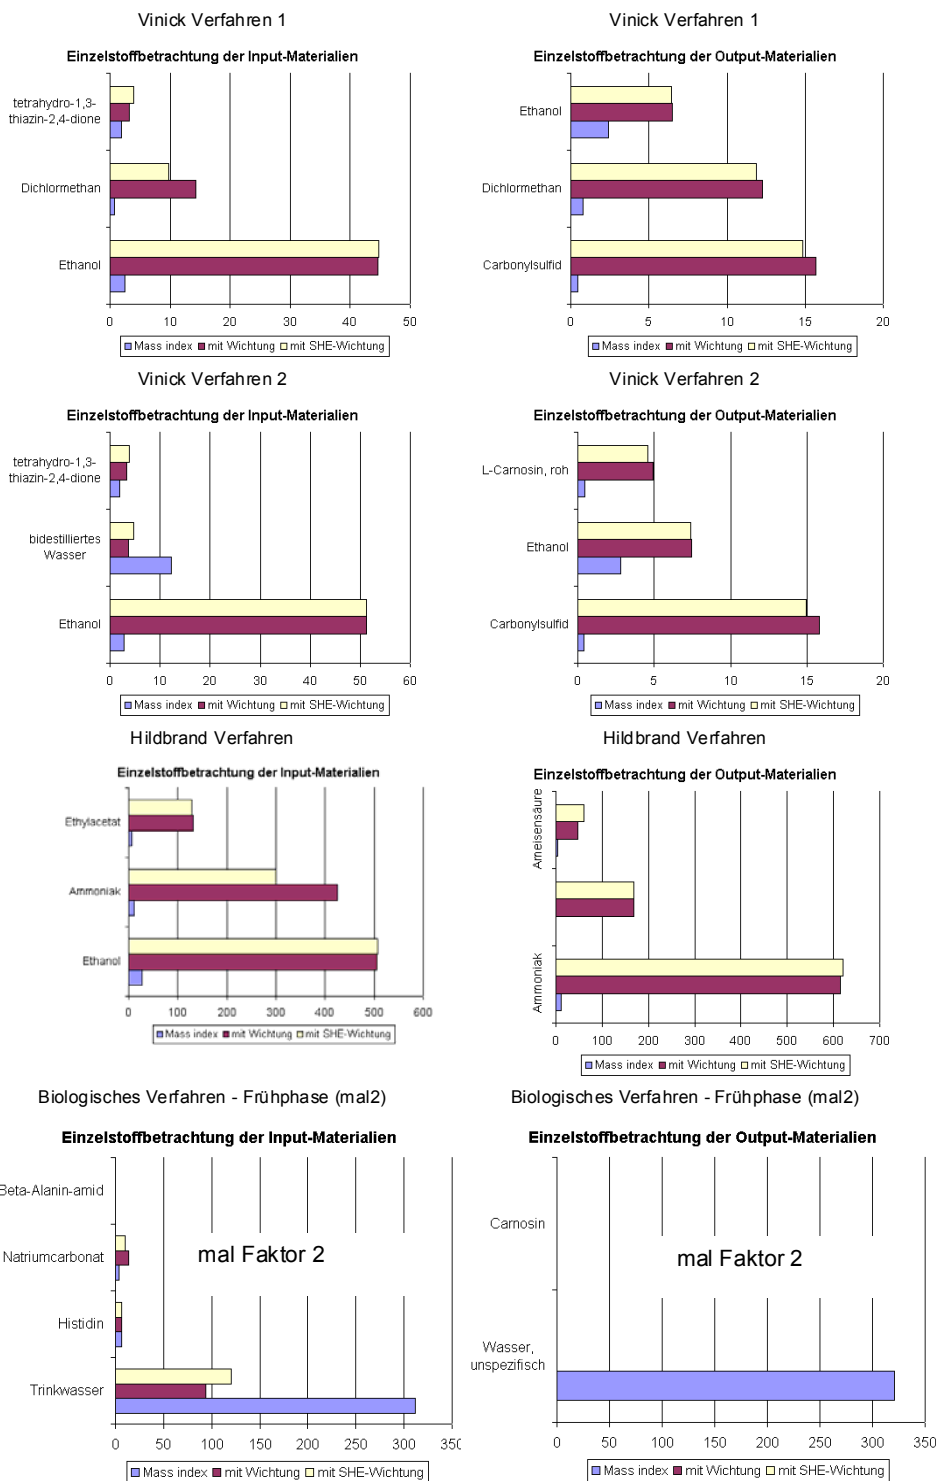 Vinick Verfahren 1
Einzelstoffbetrachtung der Input-Materialien
tetrahydro-1,3-
thiazin-2,4-dione
Dichlormethan
Ethanol
0 10 20 30 40 50
Mass index mit Wichtung mit SHE-Wichtung
Vinick Verfahren 1
Einzelstoffbetrachtung der Output-Materialien
Ethanol
Dichlormethan
Carbonylsulfid
0 5 10 15 20
Mass index mit Wichtung mit SHE-Wichtung
Vinick Verfahren 2
Einzelstoffbetrachtung der Input-Materialien
tetrahydro-1,3-
thiazin-2,4-dione
bidestilliertes
Wasser
Ethanol
0 10 20 30 40 50 60
Mass index mit Wichtung mit SHE-Wichtung
Vinick Verfahren 2
Einzelstoffbetrachtung der Output-Materialien
L-Carnosin, roh
Ethanol
Carbonylsulfid
0 5 10 15 20
Mass index mit Wichtung mit SHE-Wichtung
Hildbrand Verfahren
Einzelstoffbetrachtung der Input-Materialien
Ethylacetat
Ammoniak
Ethanol
0 100 200 300 400 500 600
Mass index mit Wichtung mit SHE-Wichtung
Hildbrand Verfahren
Einzelstoffbetrachtung der Output-Materialien
Ameisensäure
Ammoniak
0 100 200 300 400 500 600 700
Mass index mit Wichtung mit SHE-Wichtung
Biologisches Verfahren - Frühphase (mal2)
Einzelstoffbetrachtung der Input-Materialien
Beta-Alanin-amid
Natriumcarbonat
mal Faktor 2
Histidin
Trinkwasser
0 50 100 150 200 250 300 350
Mass index mit Wichtung mit SHE-Wichtung
Biologisches Verfahren - Frühphase (mal2)
Einzelstoffbetrachtung der Output-Materialien
Carnosin
mal Faktor 2
Wasser,
unspezifisch
0 50 100 150 200 250 300 350
Mass index mit Wichtung mit SHE-Wichtung